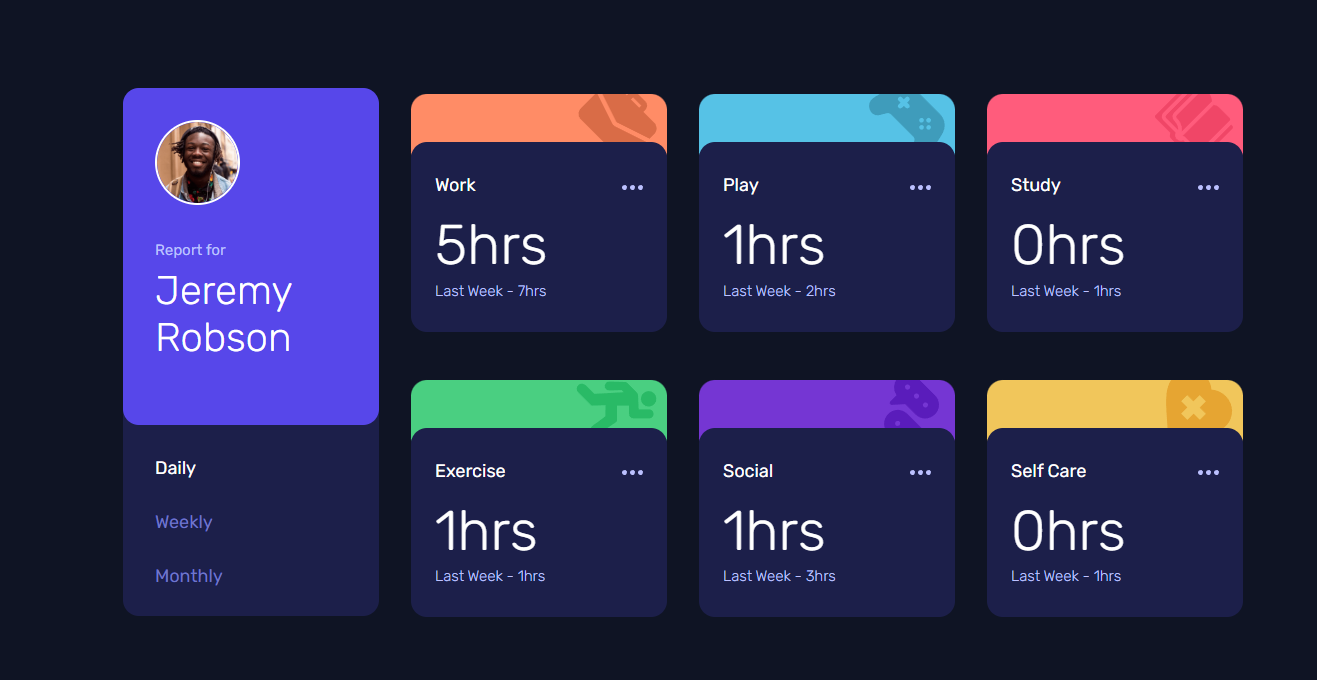 Report for
Jeremy
Robson
Daily
Weekly
Monthly
Work
5hrs
Last Week - 7hrs
Play
1hrs
Last Week - 2hrs
Study
0hrs
Last Week - 1hrs
Exercise
1hrs
Last Week - 1hrs
Social
1hrs
Last Week - 3hrs
Self Care
0hrs
Last Week - 1hrs